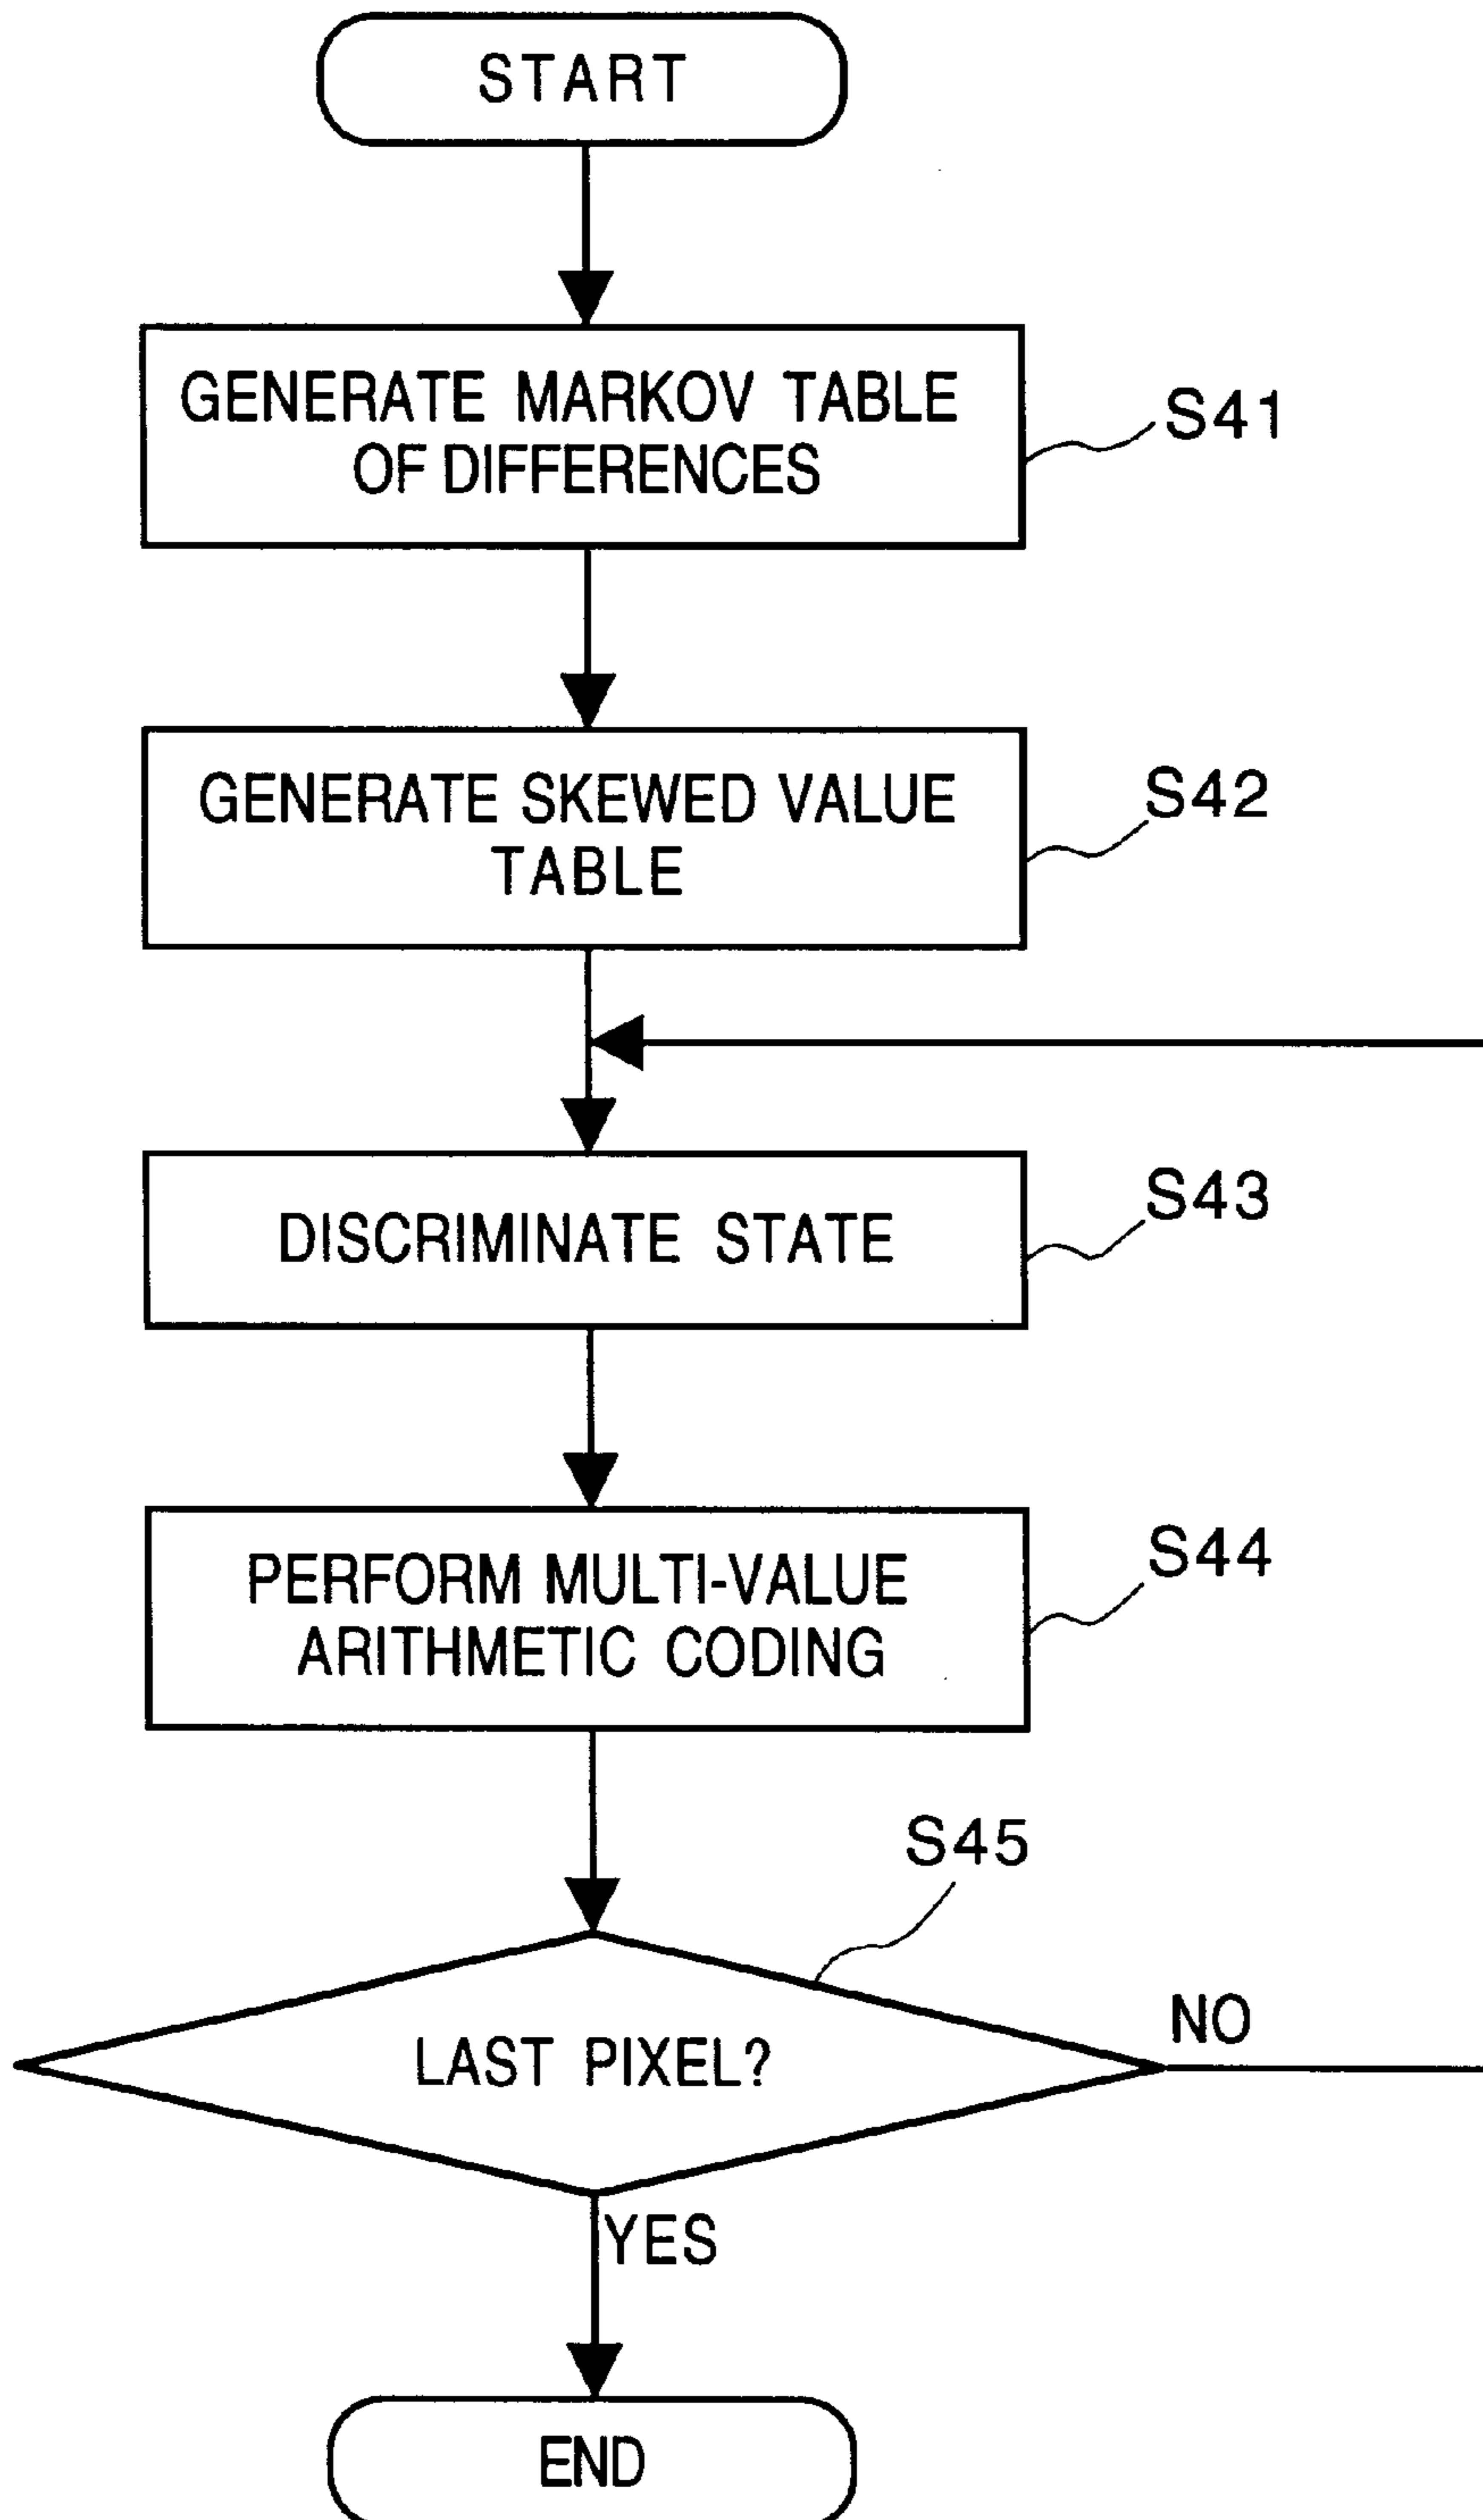 START
GENERATE MARKOV TABLE
OF DIFFERENCES
S41
GENERATE SKEWED VALUE
TABLE
S42
DISCRIMINATE STATE
S43
PERFORM MULTI-VALUE
ARITHMETIC CODING
S44
S45
LAST PIXEL?
NO
YES
END